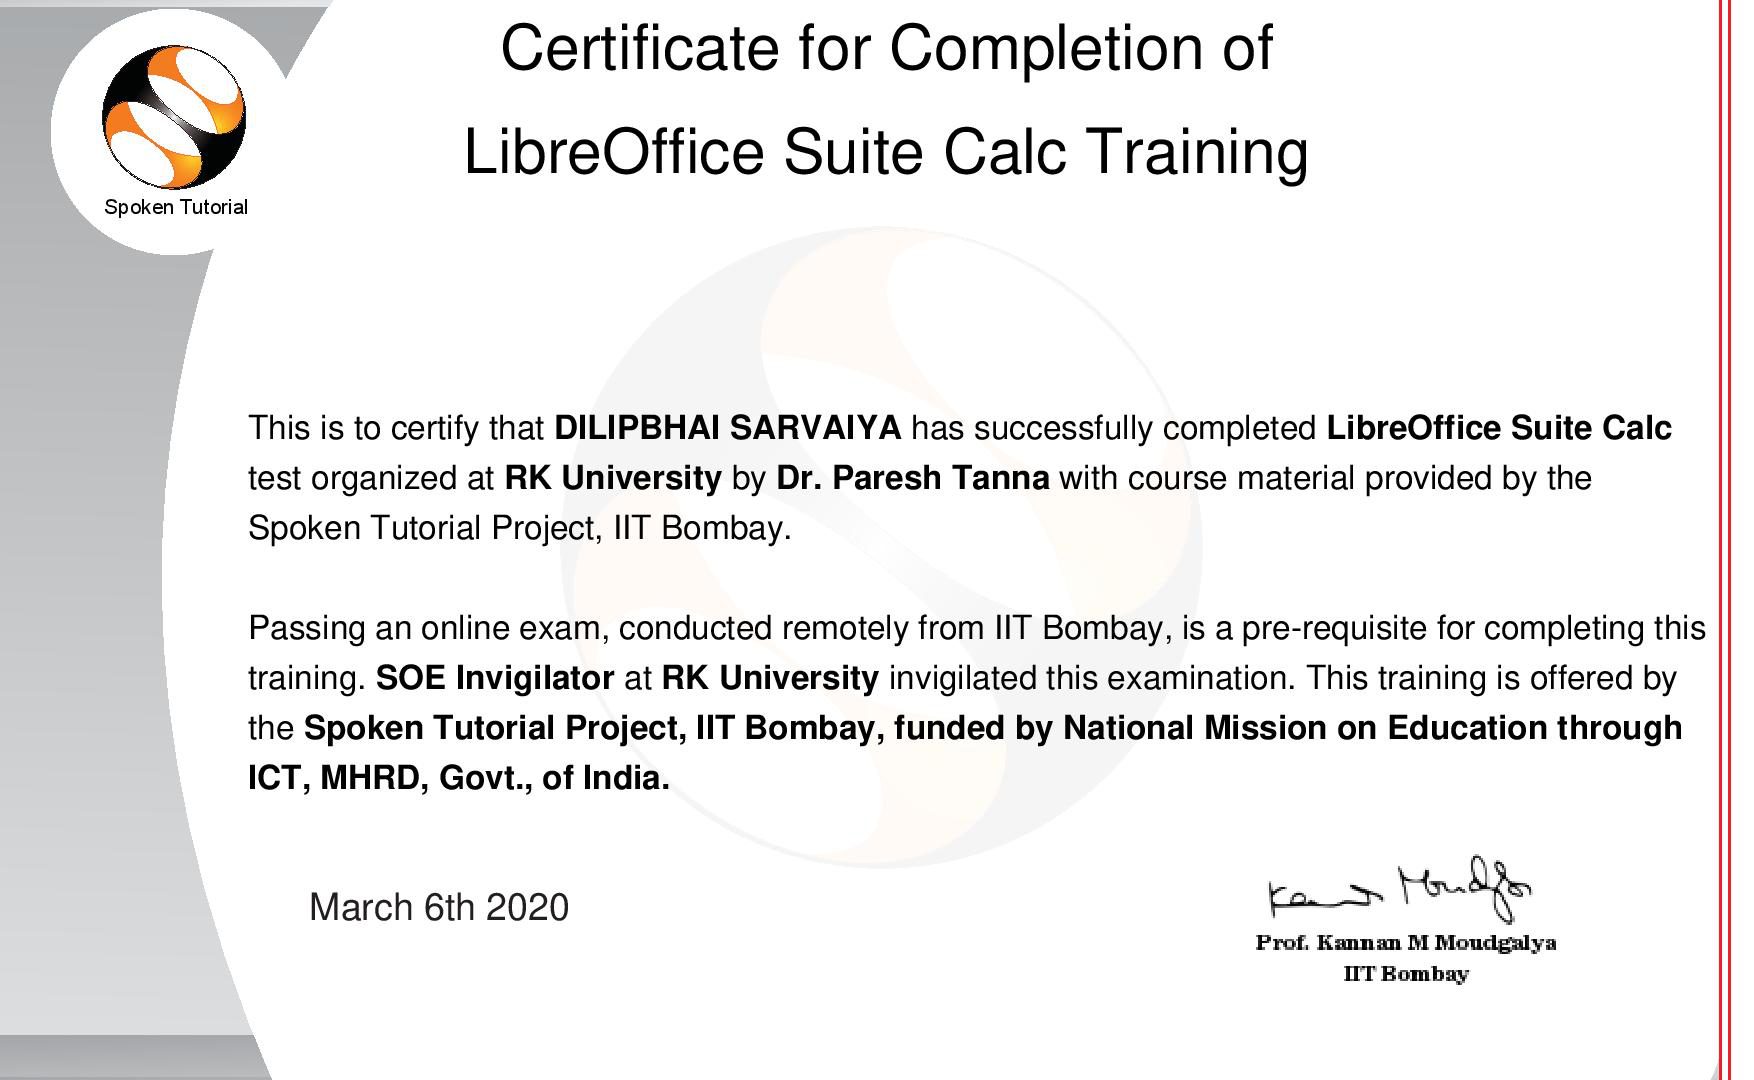 Certificate for Completion of
LibreOffice Suite Calc Training
Spoken Tutorial
This is to certify that DILIPBHAI SARVAIYA has successfully completed LibreOffice Suite Calc
test organized at RK University by Dr. Paresh Tanna with course material provided by the
Spoken Tutorial Project, IIT Bombay.
Passing an online exam, conducted remotely from IIT Bombay, is a pre-requisite for completing this
training. SOE Invigilator at RK University invigilated this examination. This training is offered by
the Spoken Tutorial Project, IIT Bombay, funded by National Mission on Education through
ICT, MHRD, Govt., of India.
March 6th 2020
Prof. Kannan M Moudgalya
IIT Bombay